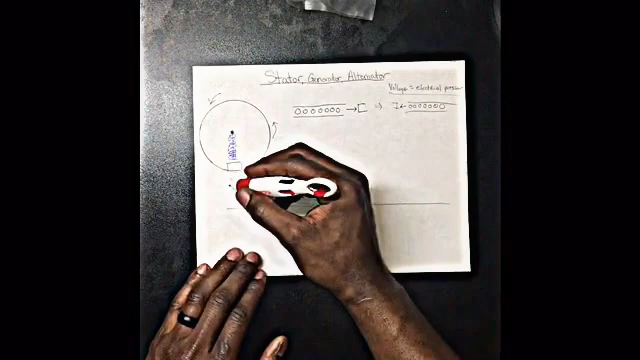 Stator, Generator, Alternator
Voltage = electrical pressure